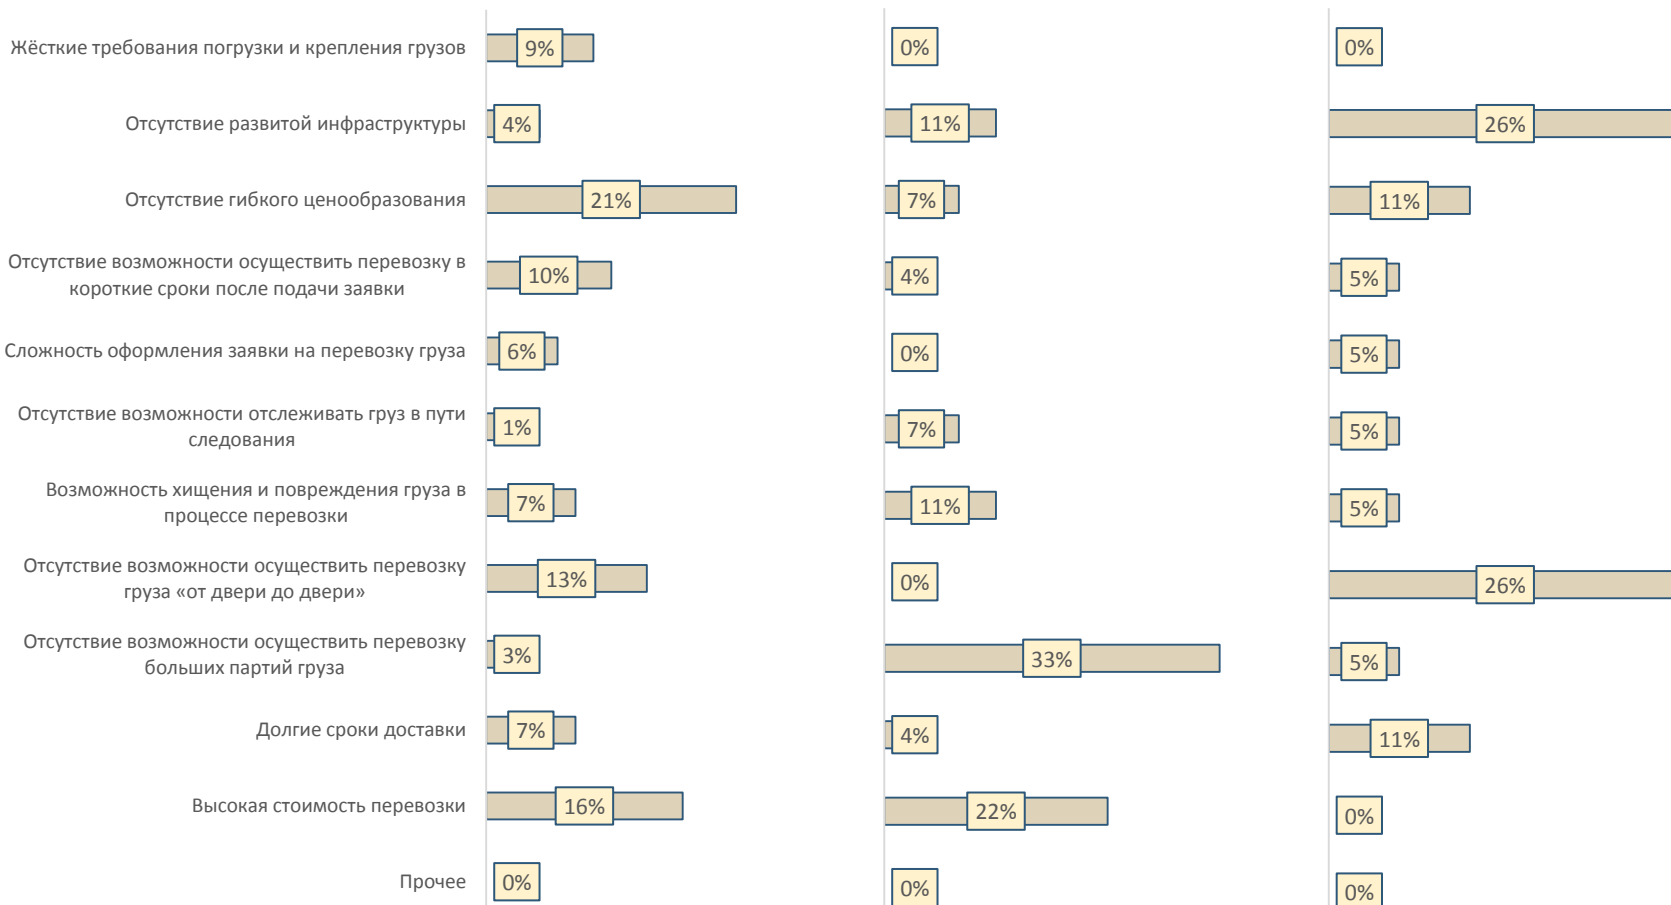 Жёсткие требования погрузки и крепления грузов
9%
0%
0%
Отсутствие развитой инфраструктуры
4%
11%
26%
Отсутствие гибкого ценообразования
21%
7%
11%
Отсутствие возможности осуществить перевозку в
короткие сроки после подачи заявки
10%
4%
5%
Сложность оформления заявки на перевозку груза
6%
0%
5%
Отсутствие возможности отслеживать груз в пути
следования
1%
7%
5%
Возможность хищения и повреждения груза в
процессе перевозки
7%
11%
5%
Отсутствие возможности осуществить перевозку
груза «от двери до двери»
13%
0%
26%
Отсутствие возможности осуществить перевозку
больших партий груза
3%
33%
5%
Долгие сроки доставки
7%
4%
11%
Высокая стоимость перевозки
16%
22%
0%
Прочее
0%
0%
0%